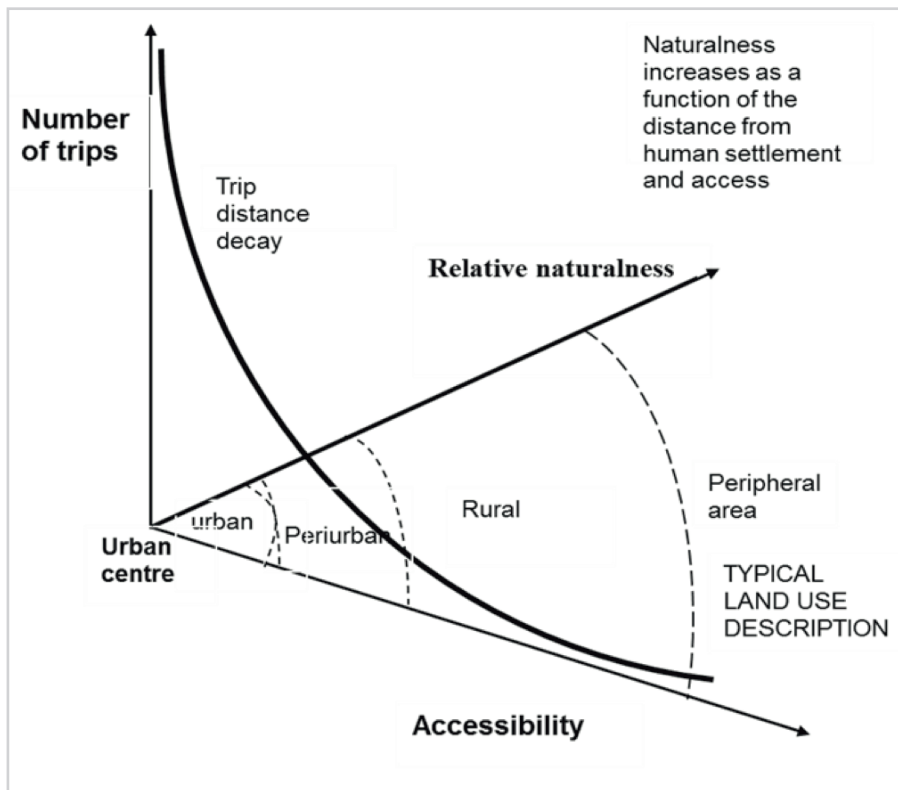 Naturalness
increases as a
function of the
distance from
human settlement
and access
Number
of trips
Trip
distance
decay
Relative naturalness
urban
Periurban
Rural
Peripheral
area
Urban
centre
TYPICAL
LAND USE
DESCRIPTION
Accessibility